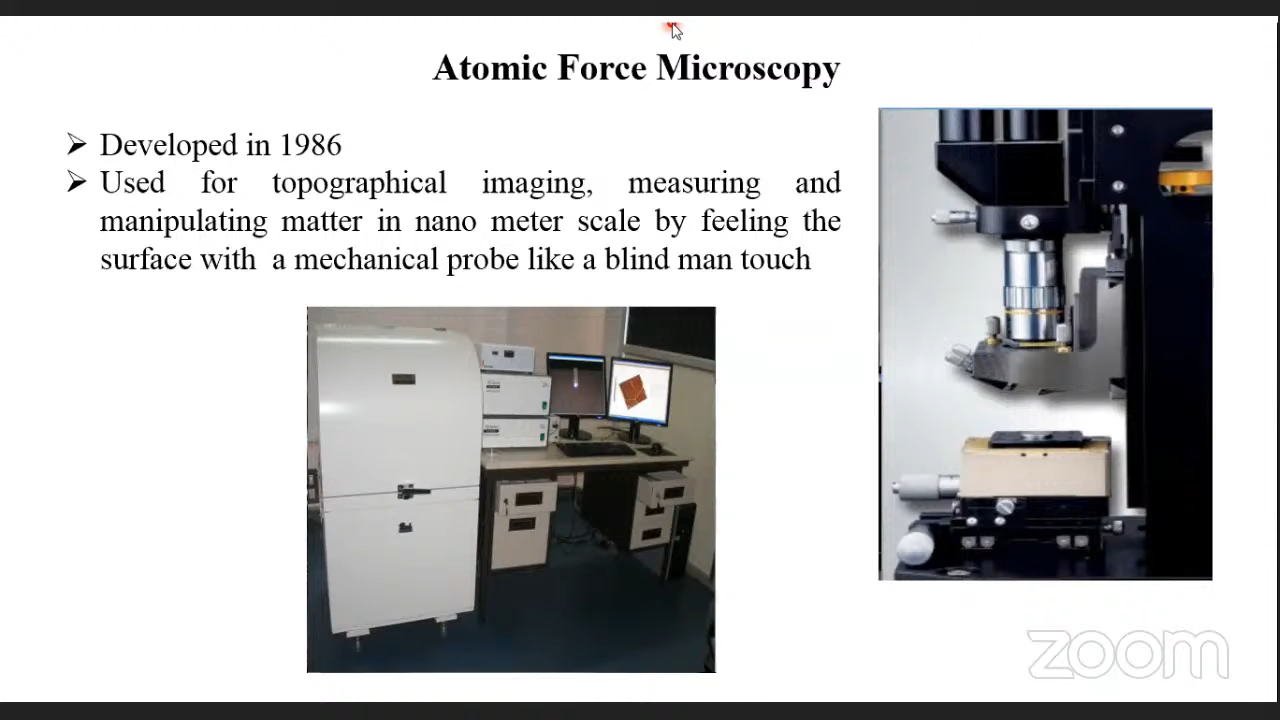 Atomic Force Microscopy
➢ Developed in 1986
➢ Used for topographical imaging, measuring and
manipulating matter in nano meter scale by feeling the
surface with a mechanical probe like a blind man touch
zoom